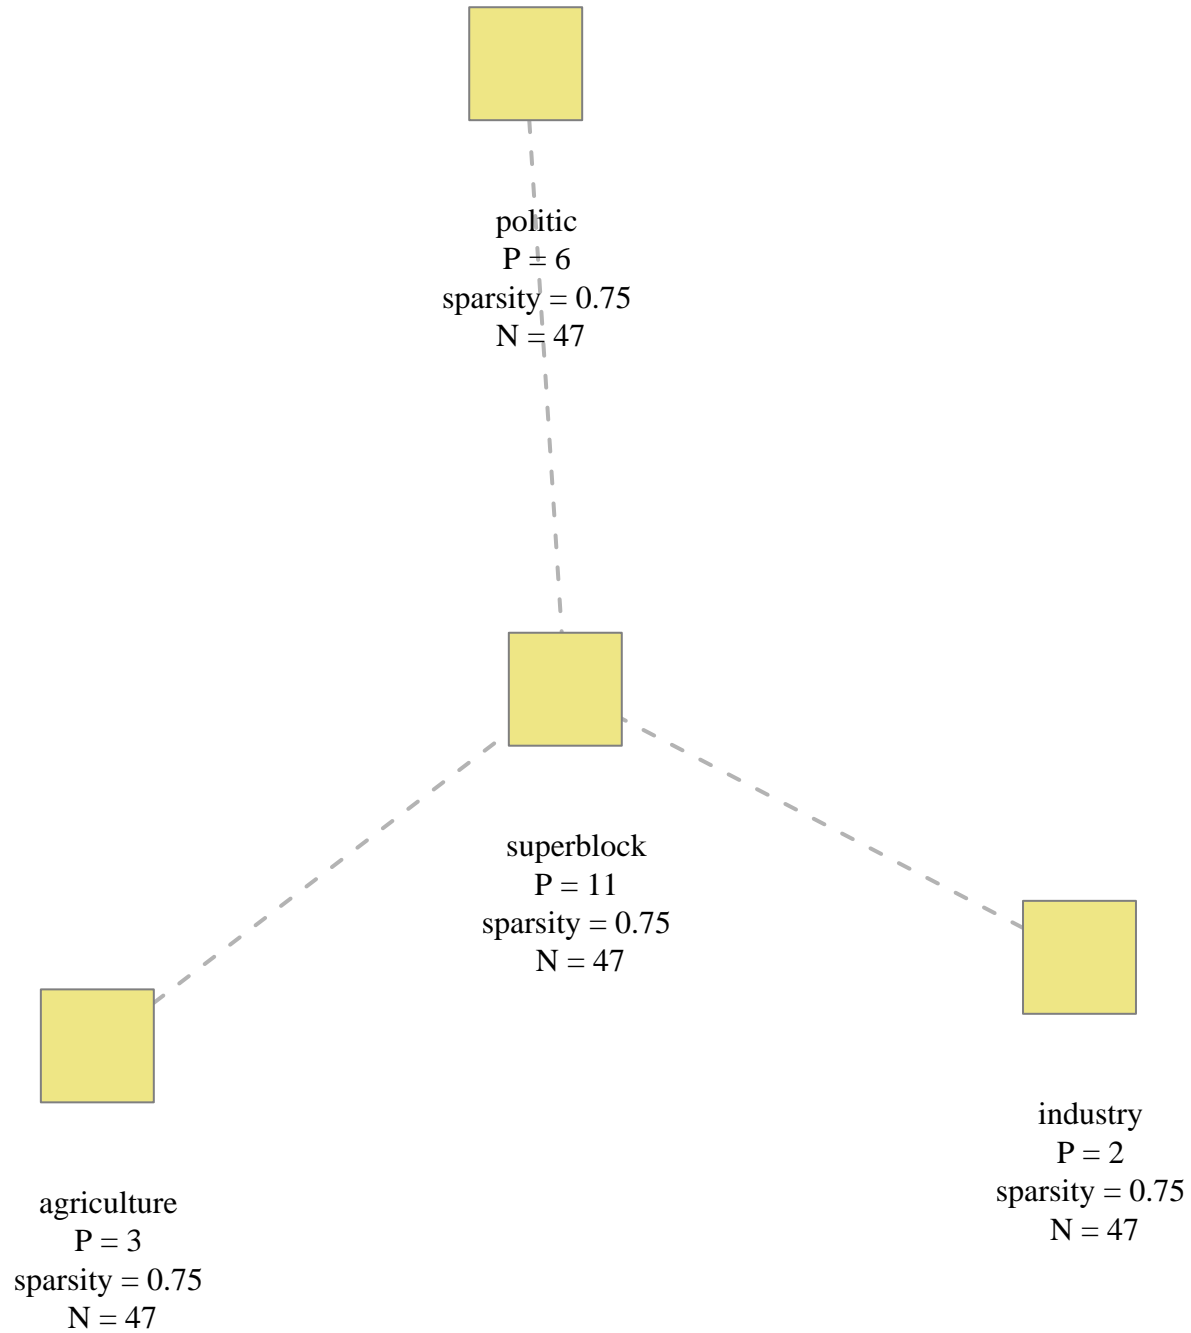 politic
P = 6
sparsity = 0.75
N = 47
superblock
P = 11
sparsity = 0.75
N = 47
industry
P = 2
sparsity = 0.75
N = 47
agriculture
P = 3
sparsity = 0.75
N = 47